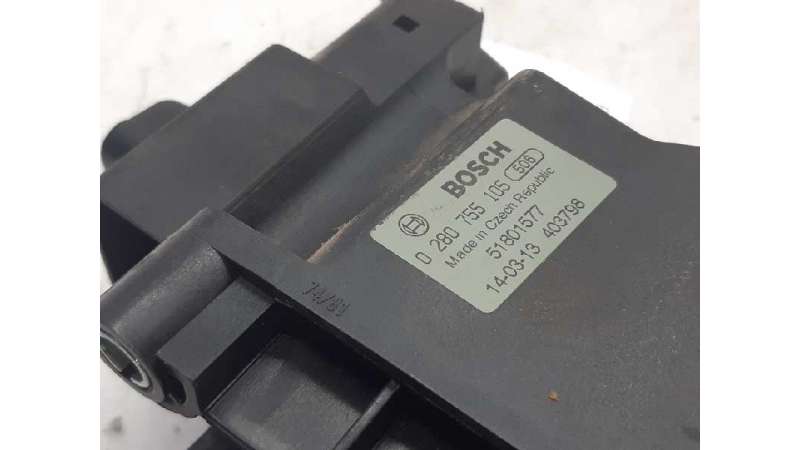 BOSCH
0 280 755 105 506
Made in Czech Republic
51801577
14-03-13 403798